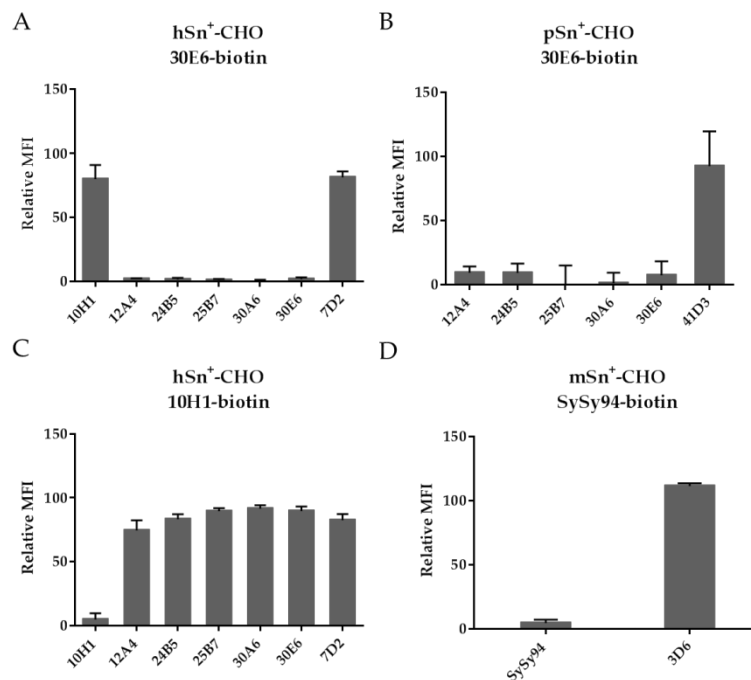 A
hSn⁺-CHO
30E6-biotin
Relative MFI
150
100
50
0
10H1
12A4
24B5
25B7
30A6
30E6
7D2
B
pSn⁺-CHO
30E6-biotin
Relative MFI
150
100
50
0
12A4
24B5
25B7
30A6
30E6
41D3
C
hSn⁺-CHO
10H1-biotin
Relative MFI
150
100
50
0
10H1
12A4
24B5
25B7
30A6
30E6
7D2
D
mSn⁺-CHO
SySy94-biotin
Relative MFI
150
100
50
0
SySy94
3D6